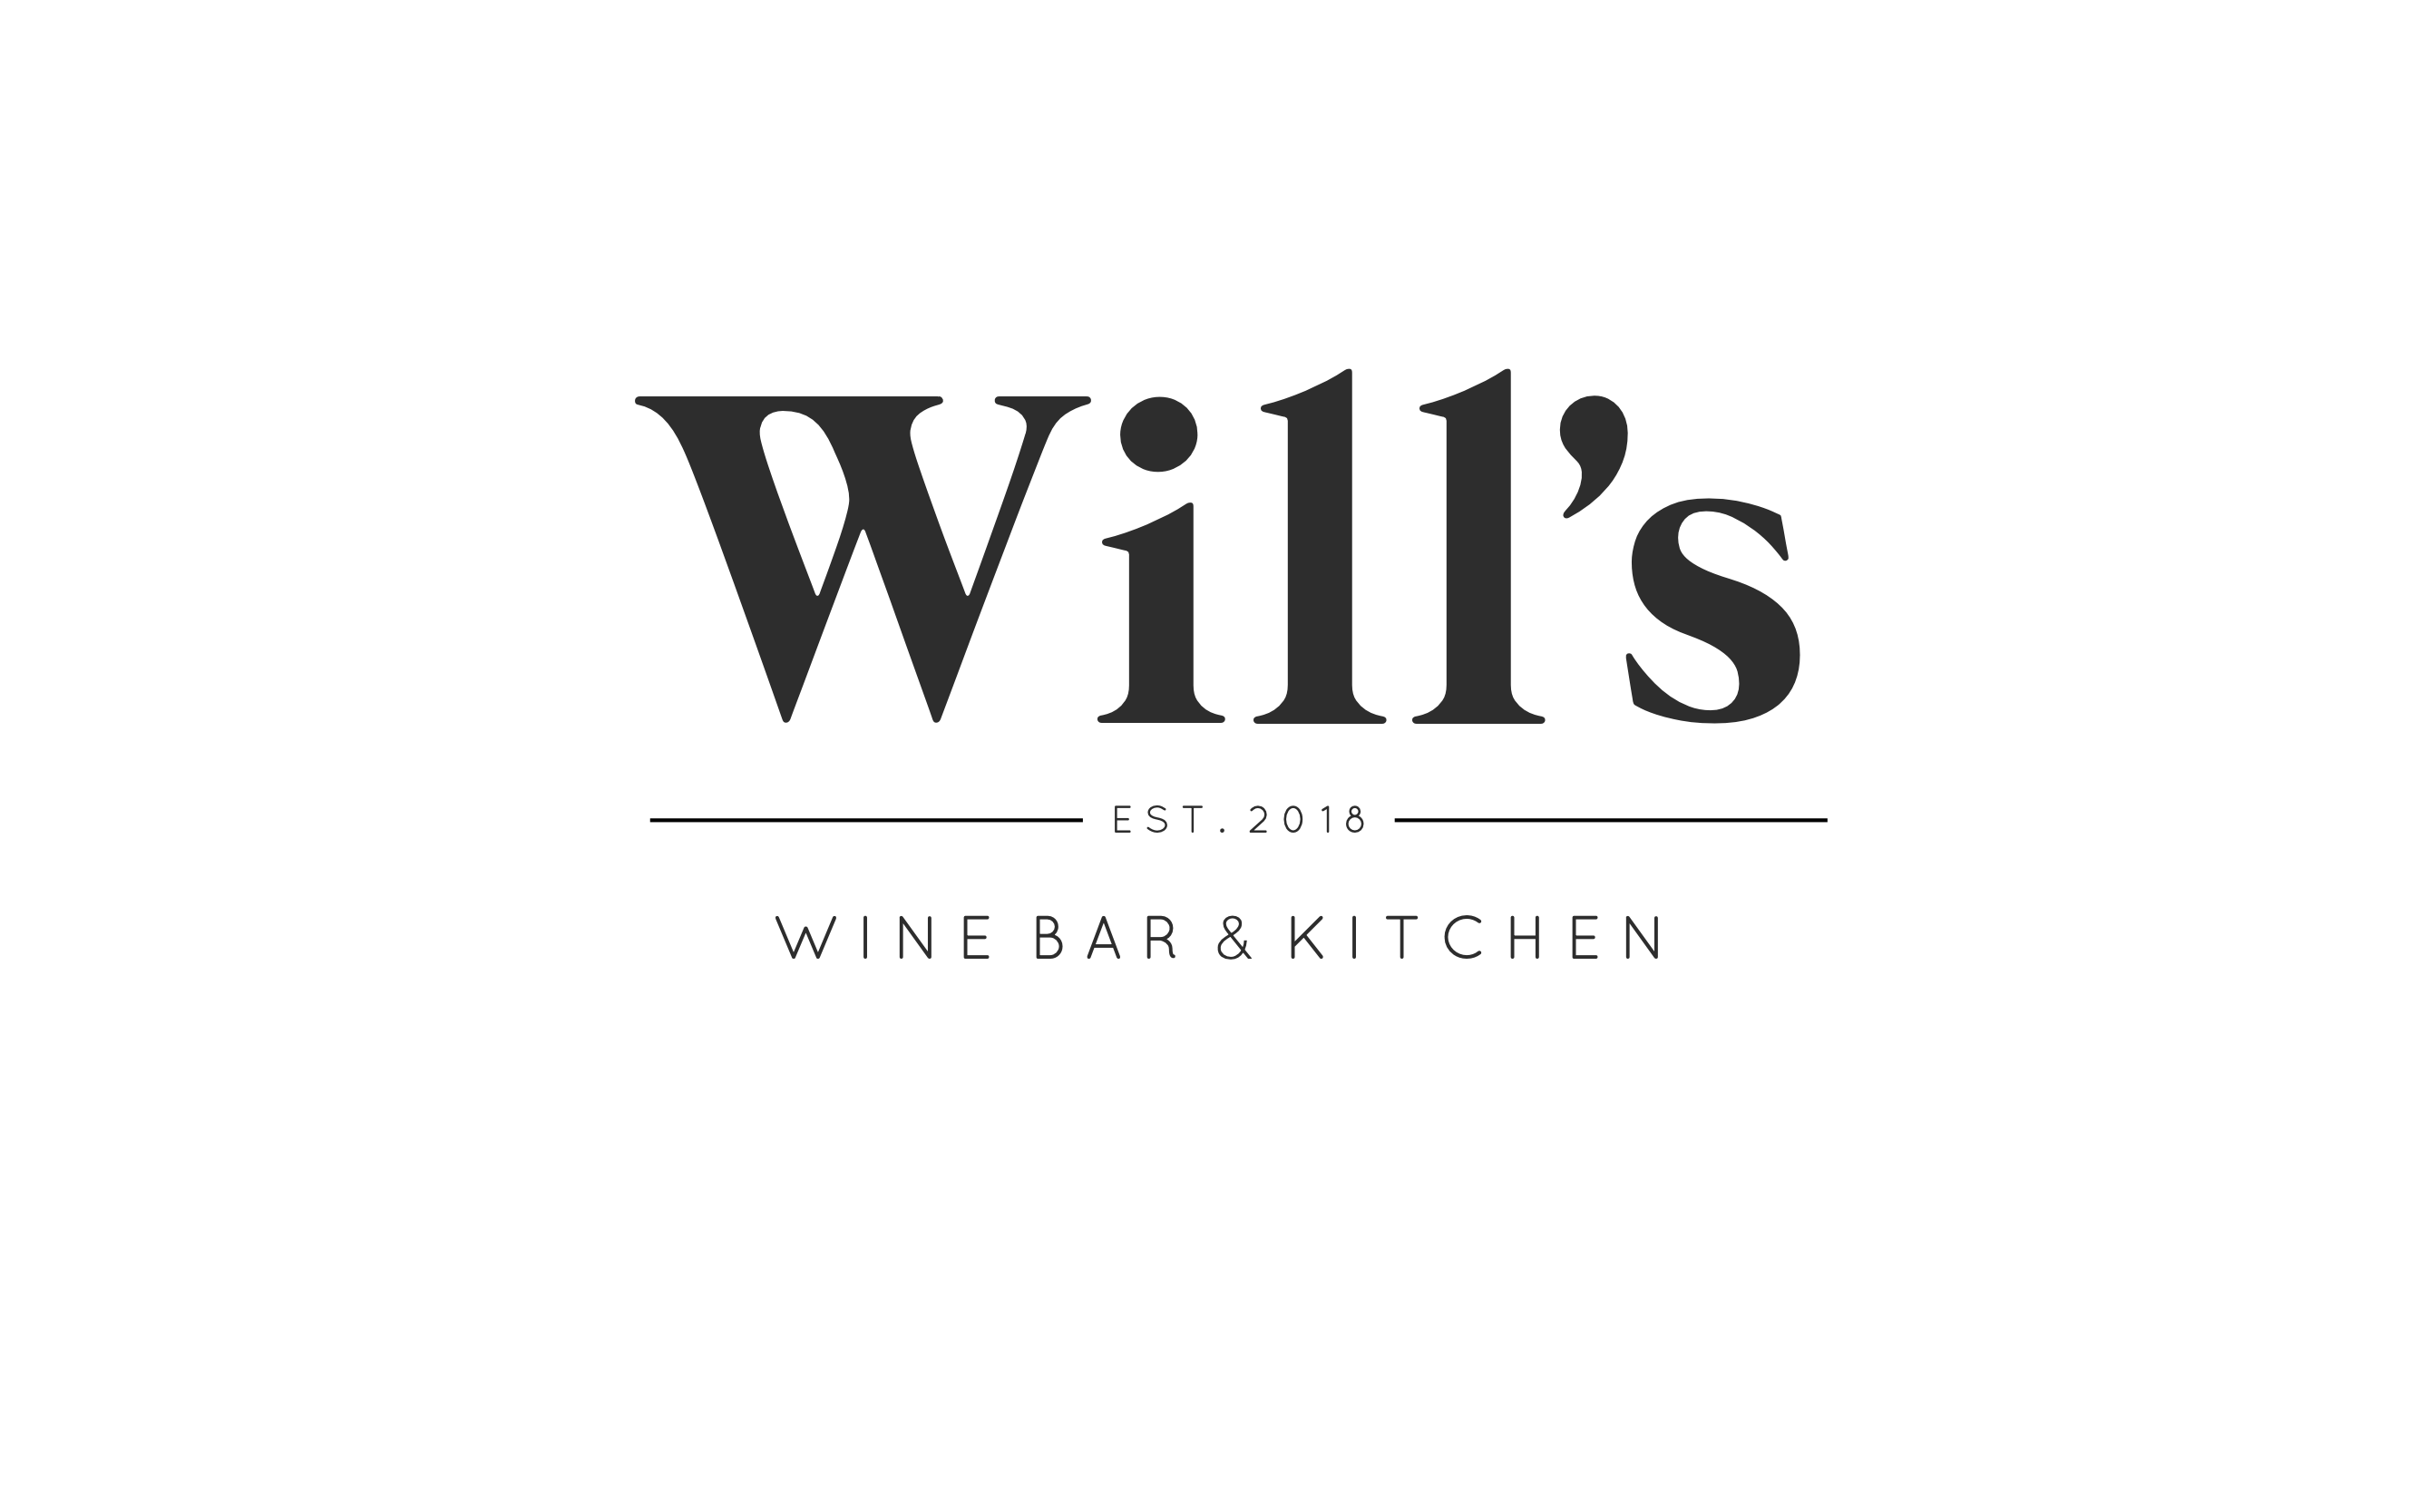 Will’s
EST.2018
WINE BAR & KITCHEN